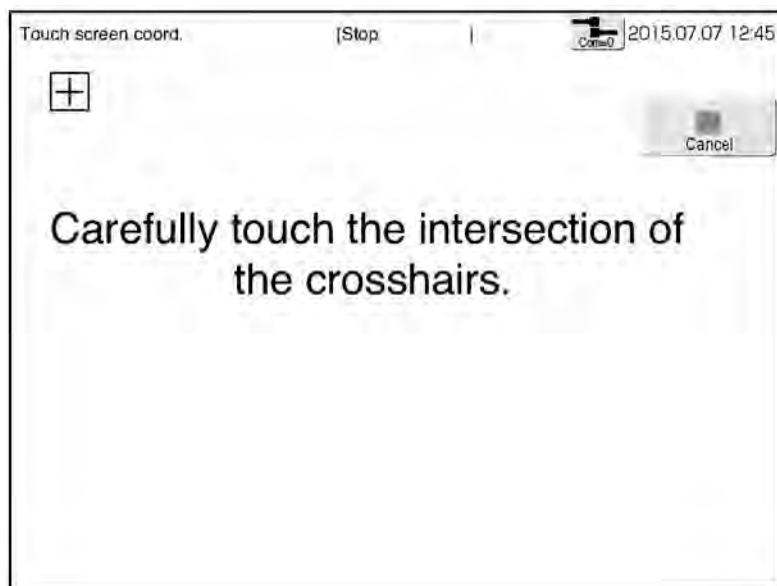 Touch screen coord. [Stop | Com=0 2015.07.07 12:45
Cancel
Carefully touch the intersection of
the crosshairs.